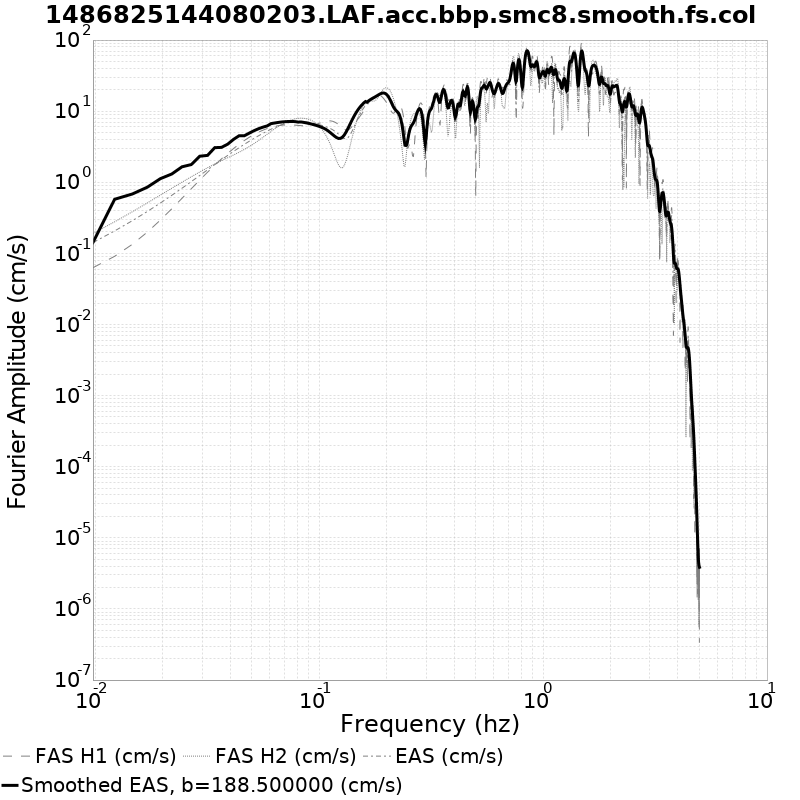 1486825144080203.LAF.acc.bbp.smc8.smooth.fs.col
10^2
10^1
10^0
10^-1
10^-2
10^-3
10^-4
10^-5
10^-6
10^-7
Fourier Amplitude (cm/s)
10^-2 10^-1 10^0 10^1
Frequency (hz)
FAS H1 (cm/s) FAS H2 (cm/s) EAS (cm/s)
Smoothed EAS, b=188.500000 (cm/s)